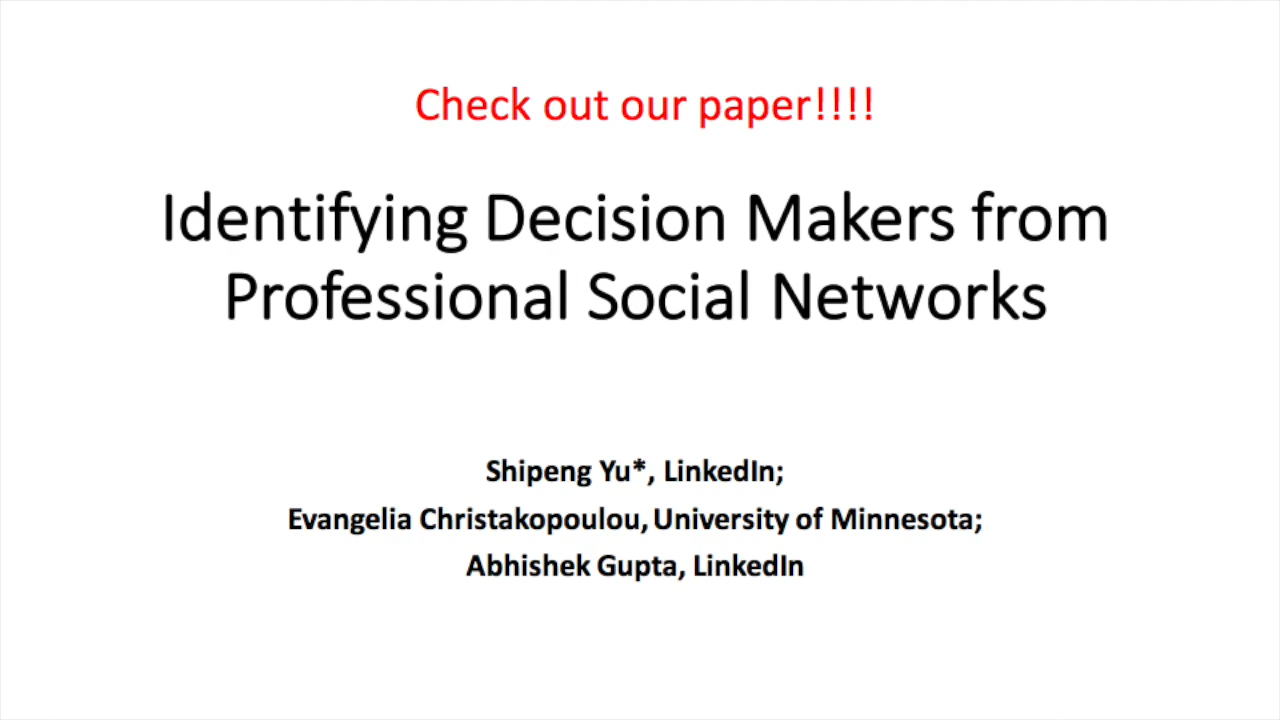 Check out our paper!!!!
Identifying Decision Makers from
Professional Social Networks
Shipeng Yu*, LinkedIn;
Evangelia Christakopoulou, University of Minnesota;
Abhishek Gupta, LinkedIn